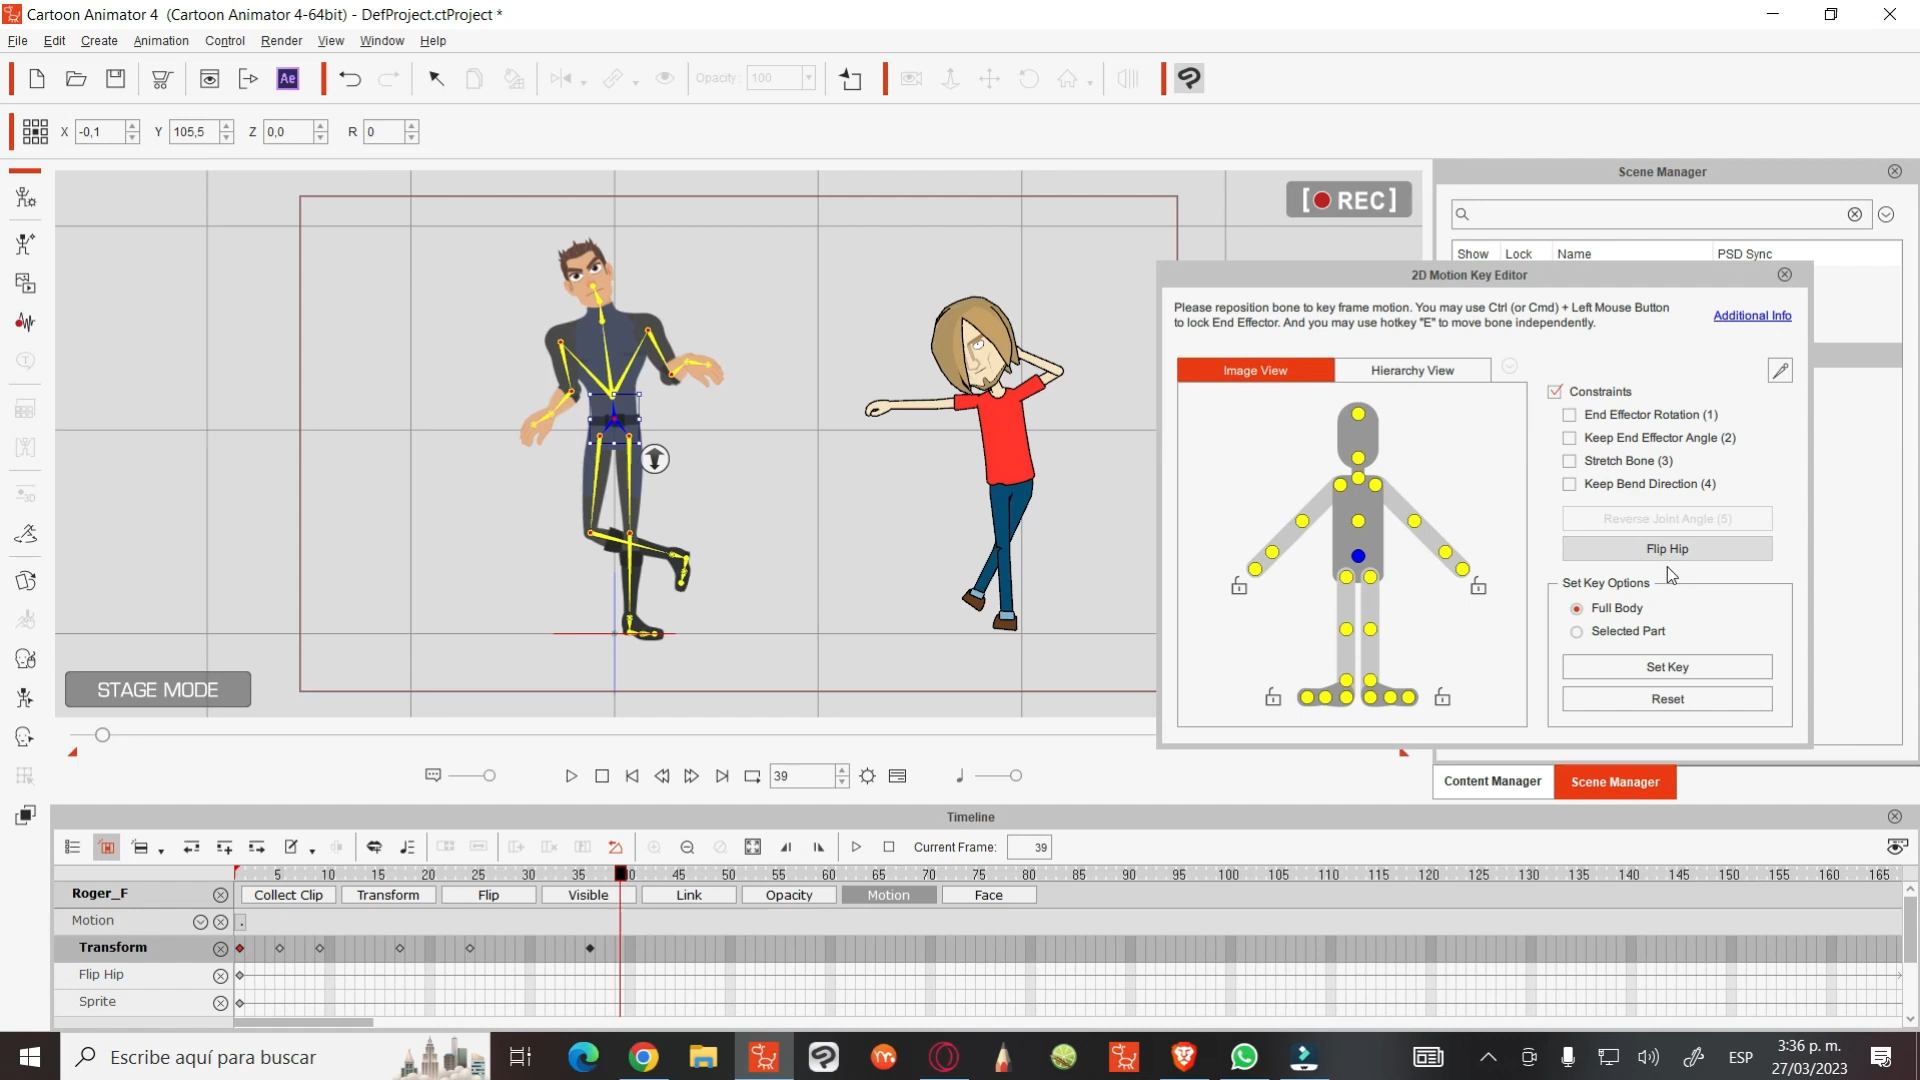 Cartoon Animator 4 (Cartoon Animator 4-64bit) - DefProject.ctProject *
File Edit Create Animation Control Render View Window Help
Ae
Opacity: 100
X -0,1 Y 105,5 Z 0,0 R 0
Scene Manager
[ REC ]
Show Lock Name PSD Sync
2D Motion Key Editor
Please reposition bone to key frame motion. You may use Ctrl (or Cmd) + Left Mouse Button
to lock End Effector. And you may use hotkey "E" to move bone independently.
Additional Info
Image View Hierarchy View
Constraints
End Effector Rotation (1)
Keep End Effector Angle (2)
Stretch Bone (3)
Keep Bend Direction (4)
Reverse Joint Angle (5)
Flip Hip
Set Key Options
Full Body
Selected Part
Set Key
Reset
STAGE MODE
39
Content Manager Scene Manager
Timeline
Current Frame: 39
5 10 15 20 25 30 35 40 45 50 55 60 65 70 75 80 85 90 95 100 105 110 115 120 125 130 135 140 145 150 155 160 165
Roger_F Collect Clip Transform Flip Visible Link Opacity Motion Face
Motion
Transform
Flip Hip
Sprite
Escribe aquí para buscar
ESP
3:36 p. m.
27/03/2023